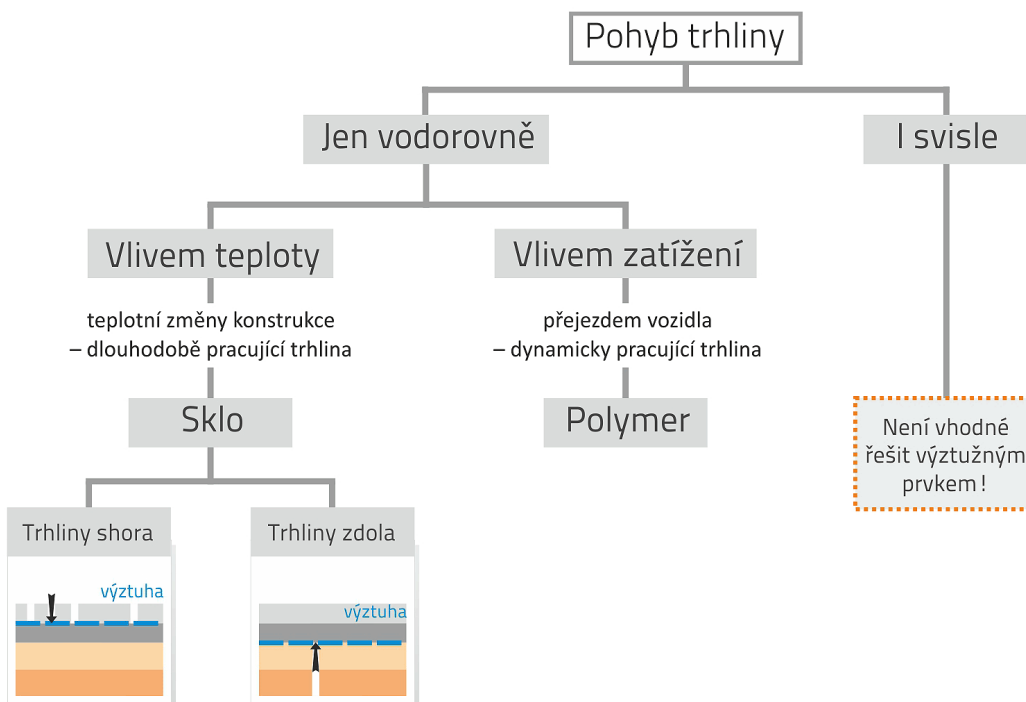 Pohyb trhliny
Jen vodorovně
I svisle
Vlivem teploty
Vlivem zatížení
teplotní změny konstrukce
– dlouhodobě pracující trhlina
přejezdem vozidla
– dynamicky pracující trhlina
Sklo
Polymer
Není vhodné
řešit výztužným
prvkem!
Trhliny shora
Trhliny zdola
výztuha
výztuha